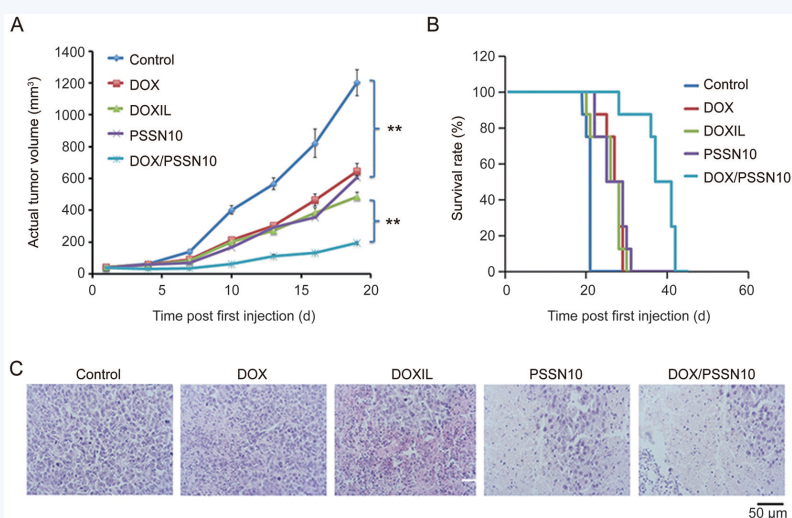 A
1400
1200
1000
800
600
400
200
0
0 5 10 15 20
Actual tumor volume (mm³)
Time post first injection (d)
Control
DOX
DOXIL
PSSN10
DOX/PSSN10
**
**
B
120
100
80
60
40
20
0
0 20 40 60
Survival rate (%)
Time post first injection (d)
Control
DOX
DOXIL
PSSN10
DOX/PSSN10
C
Control DOX DOXIL PSSN10 DOX/PSSN10
50 µm